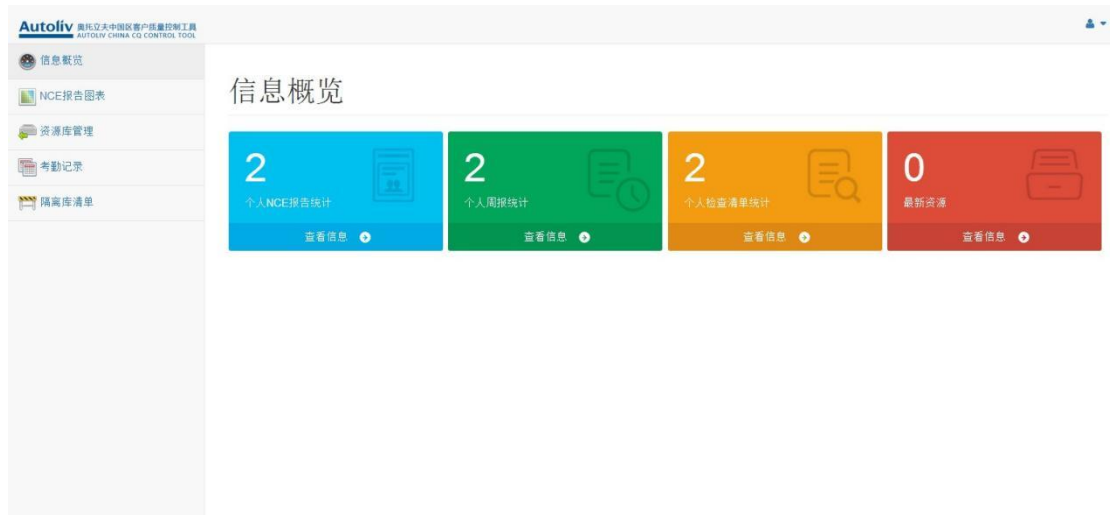 Autoliv 奥托立夫中国区客户质量控制工具
AUTOLIV CHINA CQ CONTROL TOOL
信息概览
NCE报告图表
资源库管理
考勤记录
隔离库清单
信息概览
2
个人NCE报告统计
查看信息
2
个人周报统计
查看信息
2
个人检查清单统计
查看信息
0
最新资源
查看信息